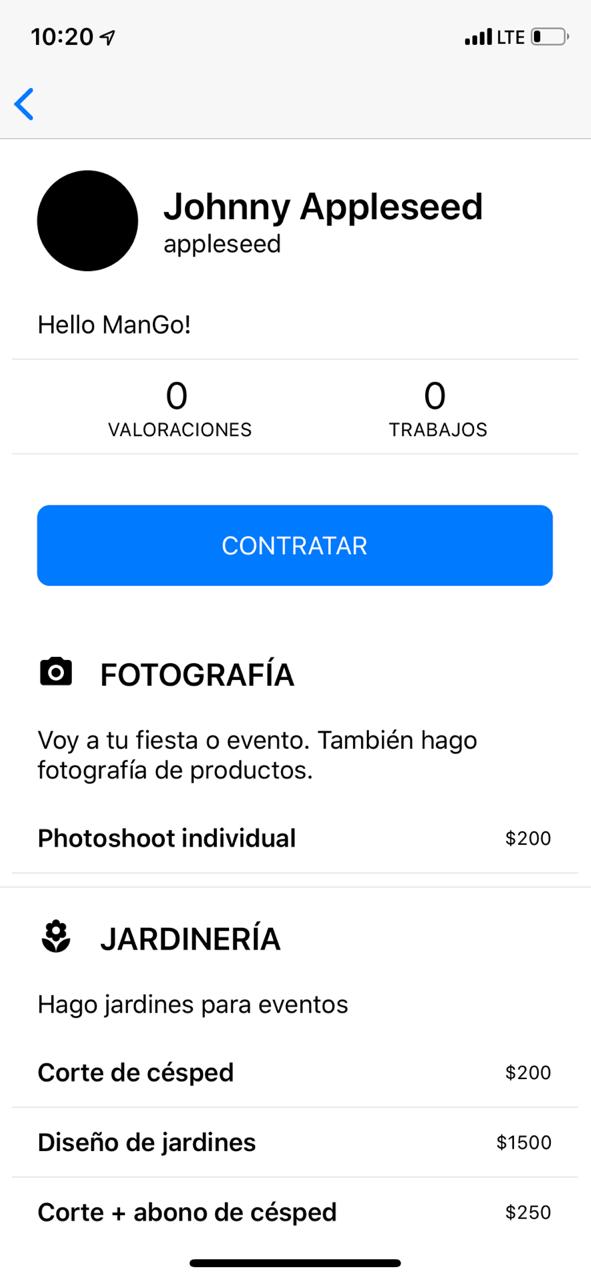 10:20
LTE
Johnny Appleseed
appleseed
Hello ManGo!
0
VALORACIONES
0
TRABAJOS
CONTRATAR
FOTOGRAFÍA
Voy a tu fiesta o evento. También hago
fotografía de productos.
Photoshoot individual $200
JARDINERÍA
Hago jardines para eventos
Corte de césped $200
Diseño de jardines $1500
Corte + abono de césped $250